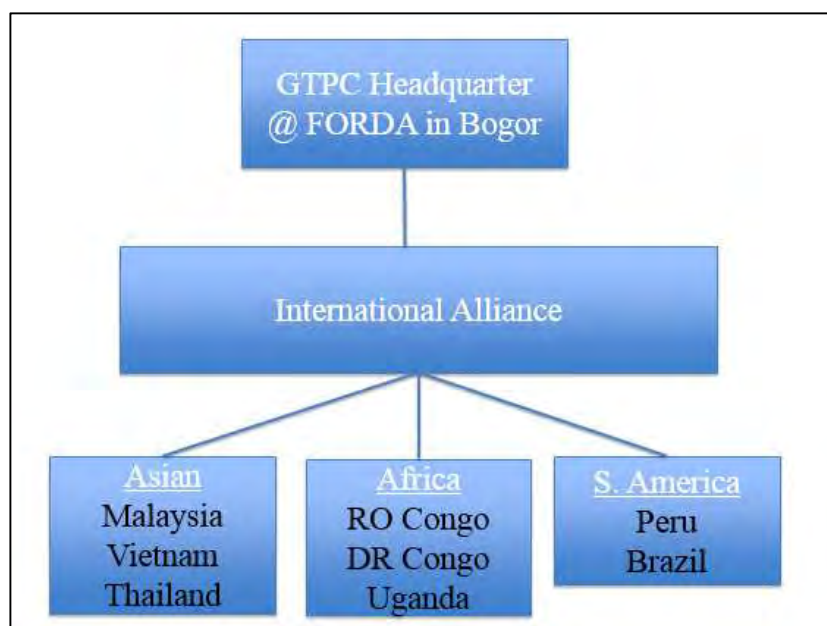 GTPC Headquarter
@ FORDA in Bogor
International Alliance
Asian
Malaysia
Vietnam
Thailand
Africa
RO Congo
DR Congo
Uganda
S. America
Peru
Brazil